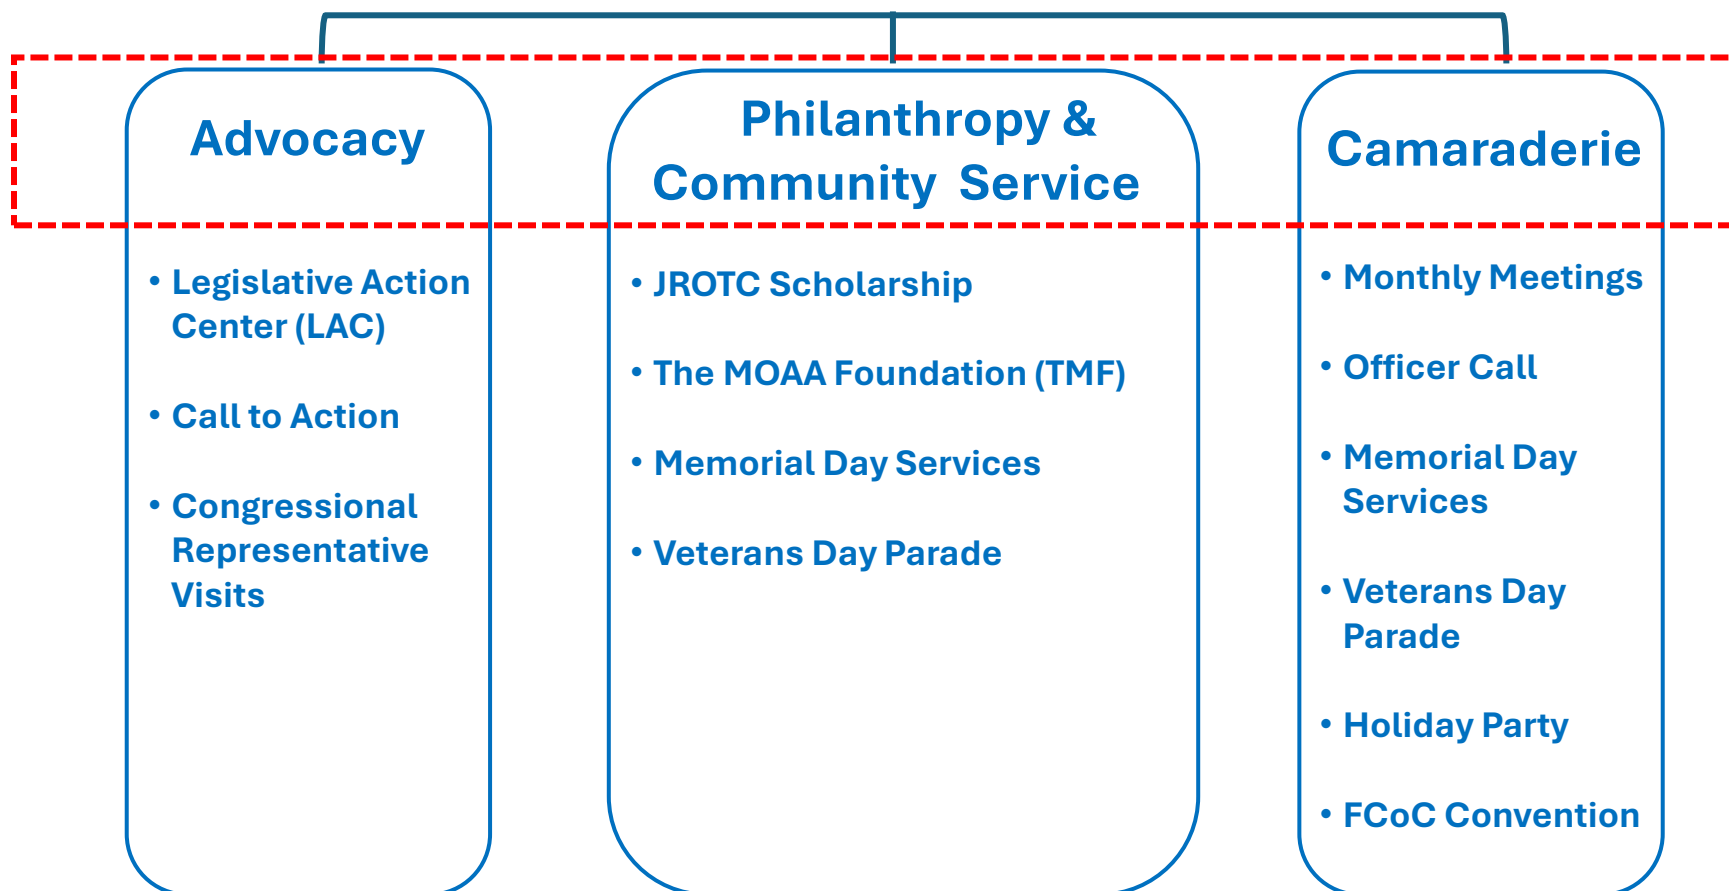 Advocacy
• Legislative Action
Center (LAC)
• Call to Action
• Congressional
Representative
Visits
Philanthropy &
Community Service
• JROTC Scholarship
• The MOAA Foundation (TMF)
• Memorial Day Services
• Veterans Day Parade
Camaraderie
• Monthly Meetings
• Officer Call
• Memorial Day
Services
• Veterans Day
Parade
• Holiday Party
• FCoC Convention